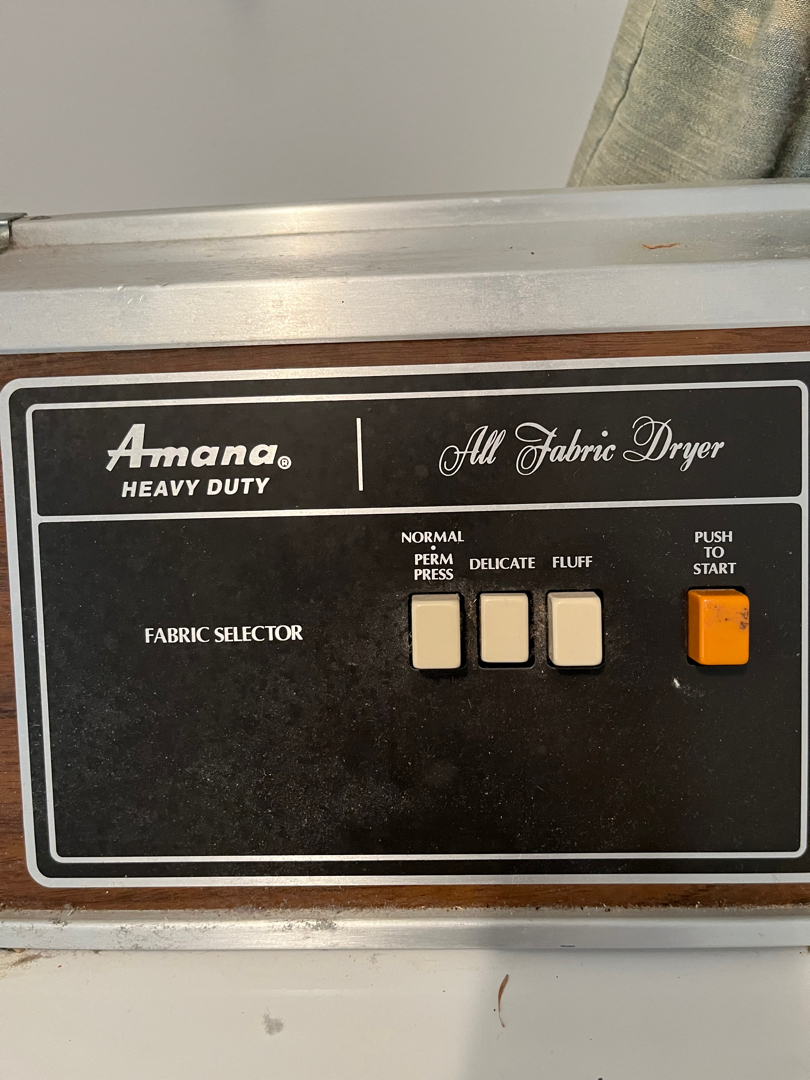 Amana®
HEAVY DUTY
All Fabric Dryer
NORMAL
•
PERM
PRESS
DELICATE
FLUFF
PUSH
TO
START
FABRIC SELECTOR